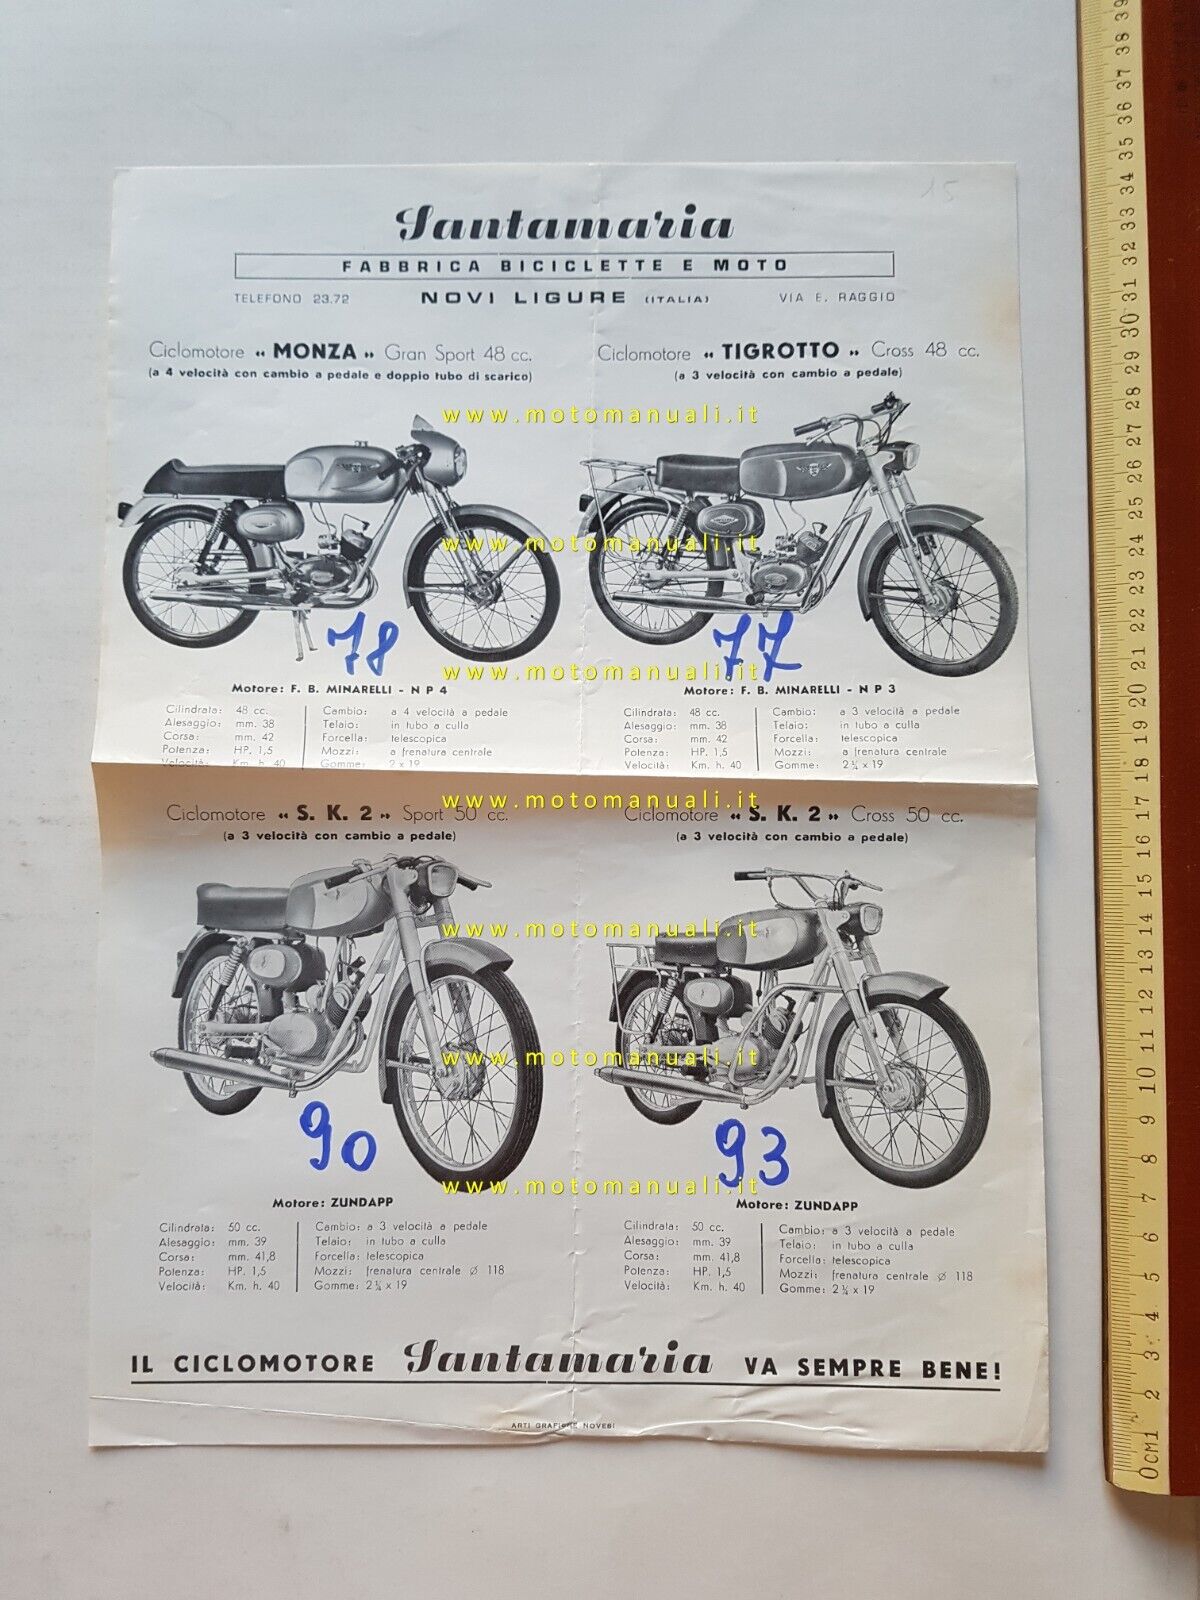 15
Santamaria
FABBRICA BICICLETTE E MOTO
TELEFONO 23.72 NOVI LIGURE (ITALIA) VIA E. RAGGIO
Ciclomotore « MONZA » Gran Sport 48 cc.
(a 4 velocità con cambio a pedale e doppio tubo di scarico)
Ciclomotore « TIGROTTO » Cross 48 cc.
(a 3 velocità con cambio a pedale)
www.motomanuali.it
www.motomanuali.it
78
77
www.motomanuali.it
Motore: F. B. MINARELLI - N P 4
Cilindrata: 48 cc.
Alesaggio: mm. 38
Corsa: mm. 42
Potenza: HP. 1,5
Velocità: Km. h. 40
Cambio: a 4 velocità a pedale
Telaio: in tubo a culla
Forcella: telescopica
Mozzi: a frenatura centrale
Gomme: 2 x 19
Motore: F. B. MINARELLI - N P 3
Cilindrata: 48 cc.
Alesaggio: mm. 38
Corsa: mm. 42
Potenza: HP. 1,5
Velocità: Km. h. 40
Cambio: a 3 velocità a pedale
Telaio: in tubo a culla
Forcella: telescopica
Mozzi: a frenatura centrale
Gomme: 2 ¼ x 19
www.motomanuali.it
Ciclomotore « S. K. 2 » Sport 50 cc.
(a 3 velocità con cambio a pedale)
Ciclomotore « S. K. 2 » Cross 50 cc.
(a 3 velocità con cambio a pedale)
www.motomanuali.it
www.motomanuali.it
90
93
www.motomanuali.it
Motore: ZUNDAPP
Cilindrata: 50 cc.
Alesaggio: mm. 39
Corsa: mm. 41,8
Potenza: HP. 1,5
Velocità: Km. h. 40
Cambio: a 3 velocità a pedale
Telaio: in tubo a culla
Forcella: telescopica
Mozzi: frenatura centrale ø 118
Gomme: 2 ¼ x 19
Motore: ZUNDAPP
Cilindrata: 50 cc.
Alesaggio: mm. 39
Corsa: mm. 41,8
Potenza: HP. 1,5
Velocità: Km. h. 40
Cambio: a 3 velocità a pedale
Telaio: in tubo a culla
Forcella: telescopica
Mozzi: frenatura centrale ø 118
Gomme: 2 ¼ x 19
IL CICLOMOTORE Santamaria VA SEMPRE BENE!
ARTI GRAFICHE NOVESI
0CM1 2 3 4 5 6 7 8 9 10 11 12 13 14 15 16 17 18 19 20 21 22 23 24 25 26 27 28 29 30 31 32 33 34 35 36 37 38 39